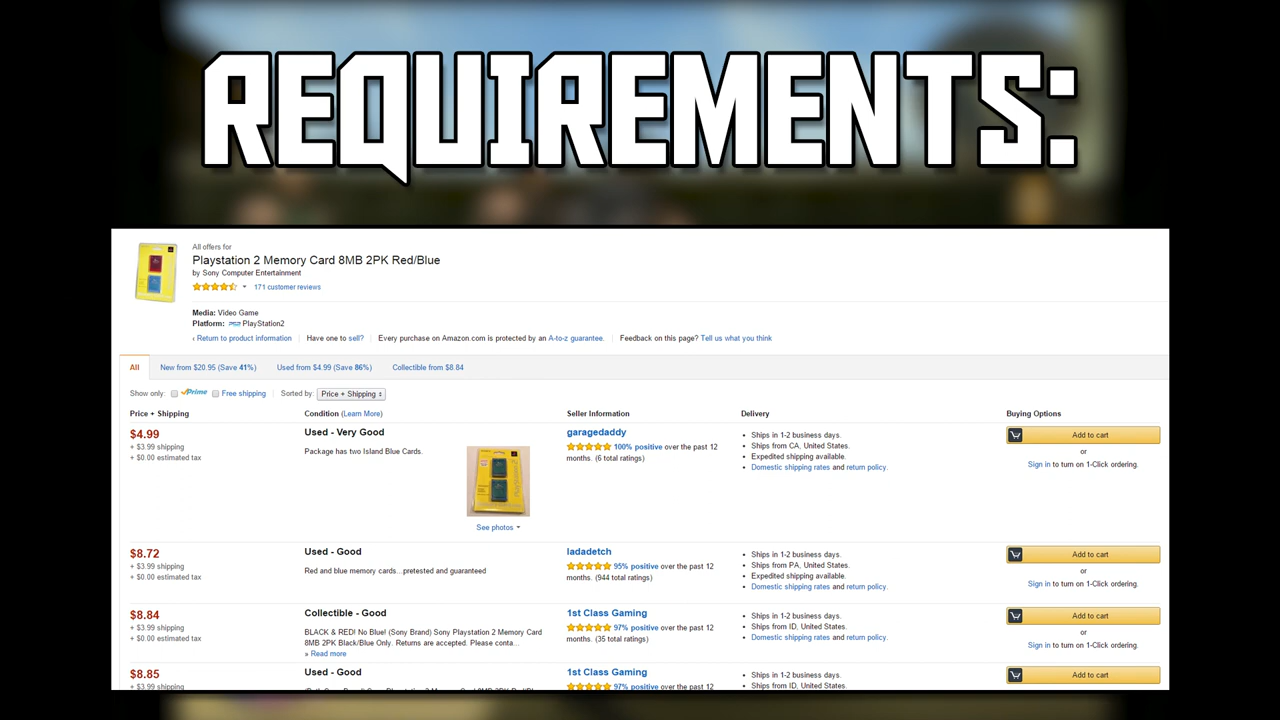 REQUIREMENTS:
All offers for
Playstation 2 Memory Card 8MB 2PK Red/Blue
by Sony Computer Entertainment
171 customer reviews
Media: Video Game
Platform: PlayStation2
‹ Return to product information | Have one to sell? | Every purchase on Amazon.com is protected by an A-to-z guarantee. | Feedback on this page? Tell us what you think
All New from $20.95 (Save 41%) Used from $4.99 (Save 86%) Collectible from $8.84
Show only: Prime Free shipping | Sorted by: Price + Shipping
Price + Shipping Condition (Learn More) Seller Information Delivery Buying Options
$4.99
+ $3.99 shipping
+ $0.00 estimated tax
Used - Very Good
Package has two Island Blue Cards.
See photos
garagedaddy
100% positive over the past 12
months. (6 total ratings)
• Ships in 1-2 business days.
• Ships from CA, United States.
• Expedited shipping available.
• Domestic shipping rates and return policy.
Add to cart
or
Sign in to turn on 1-Click ordering.
$8.72
+ $3.99 shipping
+ $0.00 estimated tax
Used - Good
Red and blue memory cards...pretested and guaranteed
ladadetch
95% positive over the past 12
months. (944 total ratings)
• Ships in 1-2 business days.
• Ships from PA, United States.
• Expedited shipping available.
• Domestic shipping rates and return policy.
Add to cart
or
Sign in to turn on 1-Click ordering.
$8.84
+ $3.99 shipping
+ $0.00 estimated tax
Collectible - Good
BLACK & RED! No Blue! (Sony Brand) Sony Playstation 2 Memory Card
8MB 2PK Black/Blue Only. Returns are accepted. Please conta...
» Read more
1st Class Gaming
97% positive over the past 12
months. (35 total ratings)
• Ships in 1-2 business days.
• Ships from ID, United States.
• Domestic shipping rates and return policy.
Add to cart
or
Sign in to turn on 1-Click ordering.
$8.85
+ $3.99 shipping
Used - Good
1st Class Gaming
97% positive over the past 12
• Ships in 1-2 business days.
• Ships from ID, United States.
Add to cart